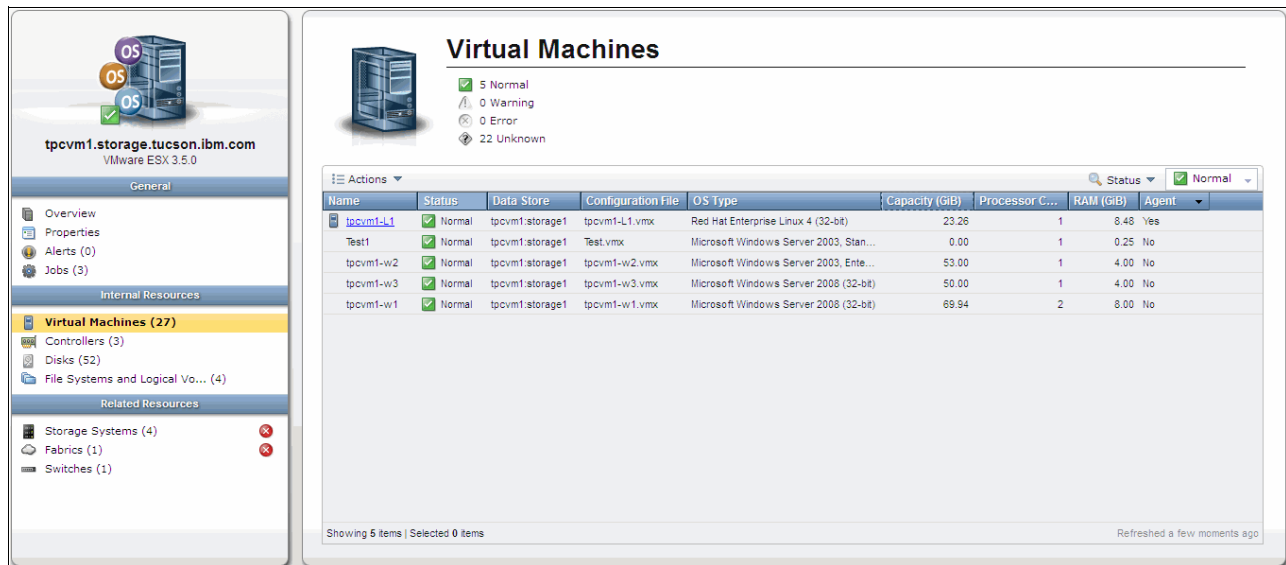 OS
OS
OS
tpcvm1.storage.tucson.ibm.com
VMware ESX 3.5.0
General
Overview
Properties
Alerts (0)
Jobs (3)
Internal Resources
Virtual Machines (27)
Controllers (3)
Disks (52)
File Systems and Logical Vo... (4)
Related Resources
Storage Systems (4)
Fabrics (1)
Switches (1)
Virtual Machines
5 Normal
0 Warning
0 Error
22 Unknown
Actions Status Normal
Name Status Data Store Configuration File OS Type Capacity (GiB) Processor C... RAM (GiB) Agent
tpcvm1-L1 Normal tpcvm1:storage1 tpcvm1-L1.vmx Red Hat Enterprise Linux 4 (32-bit) 23.26 1 8.48 Yes
Test1 Normal tpcvm1:storage1 Test.vmx Microsoft Windows Server 2003, Stan... 0.00 1 0.25 No
tpcvm1-w2 Normal tpcvm1:storage1 tpcvm1-w2.vmx Microsoft Windows Server 2003, Ente... 53.00 1 4.00 No
tpcvm1-w3 Normal tpcvm1:storage1 tpcvm1-w3.vmx Microsoft Windows Server 2008 (32-bit) 50.00 1 4.00 No
tpcvm1-w1 Normal tpcvm1:storage1 tpcvm1-w1.vmx Microsoft Windows Server 2008 (32-bit) 69.94 2 8.00 No
Showing 5 items | Selected 0 items Refreshed a few moments ago